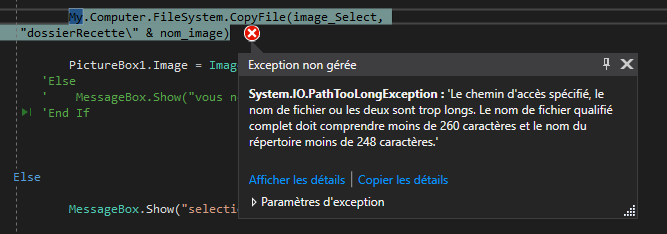 My.Computer.FileSystem.CopyFile(image_Select,
"dossierRecette\" & nom_image)
PictureBox1.Image = Imag
'Else
'    MessageBox.Show("vous n
'End If
Else
MessageBox.Show("selectio
Exception non gérée
System.IO.PathTooLongException : 'Le chemin d'accès spécifié, le
nom de fichier ou les deux sont trop longs. Le nom de fichier qualifié
complet doit comprendre moins de 260 caractères et le nom du
répertoire moins de 248 caractères.'
Afficher les détails | Copier les détails
Paramètres d'exception